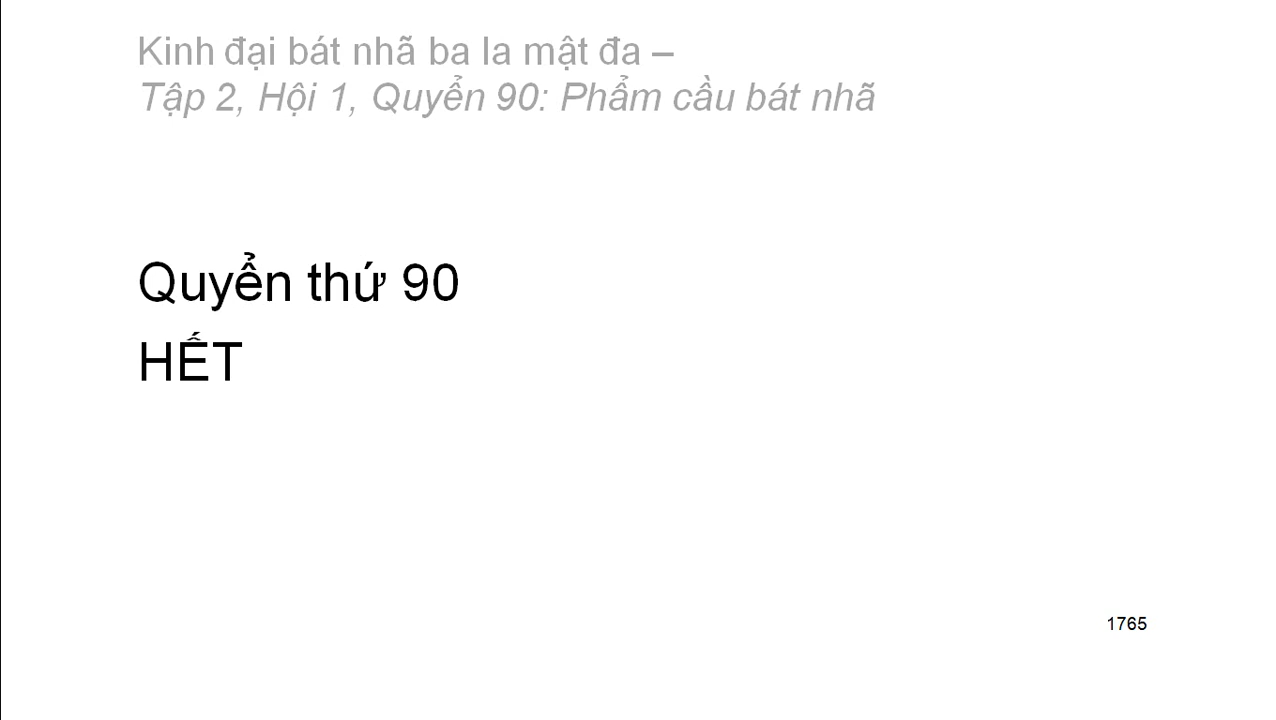 Kinh đại bát nhã ba la mật đa –
Tập 2, Hội 1, Quyển 90: Phẩm cầu bát nhã
Quyển thứ 90
HẾT
1765